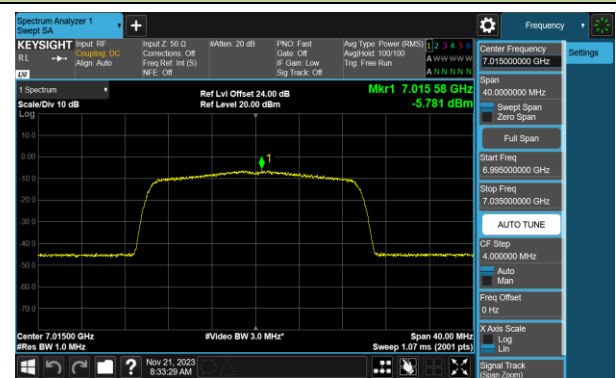 Spectrum Analyzer 1
Swept SA
+
Frequency
KEYSIGHT
RL
LXI
Input: RF
Coupling: DC
Align: Auto
Input Z: 50 Ω
Corrections: Off
Freq Ref: Int (S)
NFE: Off
#Atten: 20 dB
PNO: Fast
Gate: Off
IF Gain: Low
Sig Track: Off
Avg Type: Power (RMS)
Avg|Hold: 100/100
Trig: Free Run
1 2 3 4 5 6
A W W W W W
A N N N N N
1 Spectrum
Scale/Div 10 dB
Log
Ref Lvl Offset 24.00 dB
Ref Level 20.00 dBm
Mkr1 7.015 58 GHz
-5.781 dBm
10.0
0.00
-10.0
-20.0
-30.0
-40.0
-50.0
-60.0
-70.0
1
Center 7.01500 GHz
#Res BW 1.0 MHz
#Video BW 3.0 MHz*
Span 40.00 MHz
Sweep 1.07 ms (2001 pts)
Nov 21, 2023
8:33:29 AM
?
Center Frequency
7.015000000 GHz
Settings
Span
40.0000000 MHz
Swept Span
Zero Span
Full Span
Start Freq
6.995000000 GHz
Stop Freq
7.035000000 GHz
AUTO TUNE
CF Step
4.000000 MHz
Auto
Man
Freq Offset
0 Hz
X Axis Scale
Log
Lin
Signal Track
(Span Zoom)